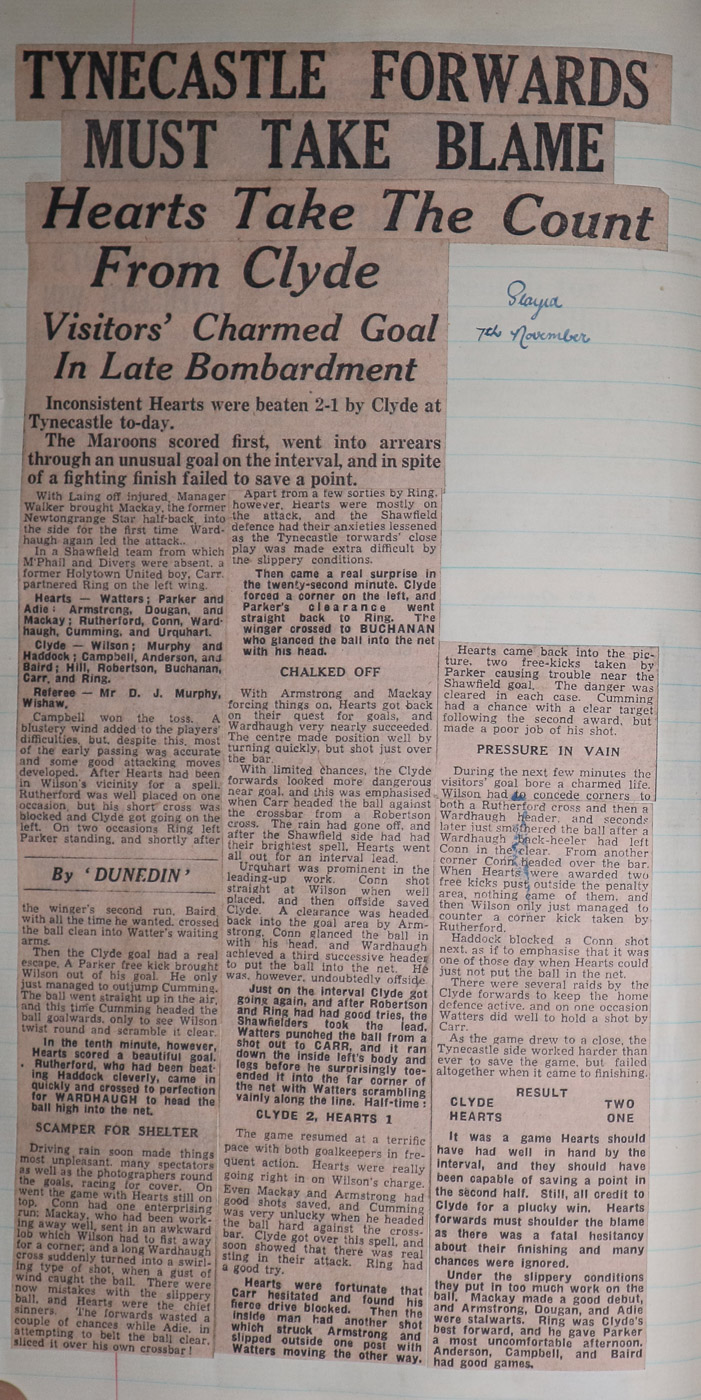 TYNECASTLE FORWARDS
MUST TAKE BLAME
Hearts Take The Count
From Clyde
Visitors' Charmed Goal
In Late Bombardment
Played
7th November
Inconsistent Hearts were beaten 2-1 by Clyde at
Tynecastle to-day.
The Maroons scored first, went into arrears
through an unusual goal on the interval, and in spite
of a fighting finish failed to save a point.
With Laing off injured, Manager
Walker brought Mackay, the former
Newtongrange Star half-back, into
the side for the first time Ward-
haugh again led the attack.
In a Shawfield team from which
M'Phail and Divers were absent, a
former Holytown United boy, Carr,
partnered Ring on the left wing.
Hearts — Watters; Parker and
Adie; Armstrong, Dougan, and
Mackay; Rutherford, Conn, Ward-
haugh, Cumming, and Urquhart.
Clyde — Wilson; Murphy and
Haddock; Campbell, Anderson, and
Baird; Hill, Robertson, Buchanan,
Carr, and Ring.
Referee — Mr D. J. Murphy,
Wishaw,
Campbell won the toss. A
blustery wind added to the players'
difficulties, but, despite this, most
of the early passing was accurate
and some good attacking moves
developed. After Hearts had been
in Wilson's vicinity for a spell,
Rutherford was well placed on one
occasion, but his short cross was
blocked and Clyde got going on the
left. On two occasions Ring left
Parker standing, and shortly after
By 'DUNEDIN'
the winger's second run, Baird,
with all the time he wanted, crossed
the ball clean into Watter's waiting
arms.
Then the Clyde goal had a real
escape. A Parker free kick brought
Wilson out of his goal. He only
just managed to outjump Cumming.
The ball went straight up in the air,
and this time Cumming headed the
ball goalwards, only to see Wilson
twist round and scramble it clear.
In the tenth minute, however,
Hearts scored a beautiful goal.
Rutherford, who had been beat-
ing Haddock cleverly, came in
quickly and crossed to perfection
for WARDHAUGH to head the
ball high into the net.
SCAMPER FOR SHELTER
Driving rain soon made things
most unpleasant, many spectators
as well as the photographers round
the goals, racing for cover. On
went the game with Hearts still on
top. Conn had one enterprising
run; Mackay, who had been work-
ing away well, sent in an awkward
lob which Wilson had to fist away
for a corner; and a long Wardhaugh
cross suddenly turned into a swirl-
ing type of shot, when a gust of
wind caught the ball. There were
now mistakes with the slippery
ball, and Hearts were the chief
sinners. The forwards wasted a
couple of chances while Adie, in
attempting to belt the ball clear,
sliced it over his own crossbar!
Apart from a few sorties by Ring,
however, Hearts were mostly on
the attack, and the Shawfield
defence had their anxieties lessened
as the Tynecastle forwards' close
play was made extra difficult by
the slippery conditions.
Then came a real surprise in
the twenty-second minute. Clyde
forced a corner on the left, and
Parker's clearance went
straight back to Ring. The
winger crossed to BUCHANAN
who glanced the ball into the net
with his head.
CHALKED OFF
With Armstrong and Mackay
forcing things on, Hearts got back
on their quest for goals, and
Wardhaugh very nearly succeeded.
The centre made position well by
turning quickly, but shot just over
the bar.
With limited chances, the Clyde
forwards looked more dangerous
near goal, and this was emphasised
when Carr headed the ball against
the crossbar from a Robertson
cross. The rain had gone off, and
after the Shawfield side had had
their brightest spell, Hearts went
all out for an interval lead.
Urquhart was prominent in the
leading-up work. Conn shot
straight at Wilson when well
placed, and then offside saved
Clyde. A clearance was headed
back into the goal area by Arm-
strong, Conn glanced the ball in
with his head, and Wardhaugh
achieved a third successive header
to put the ball into the net. He
was, however, undoubtedly offside.
Just on the interval Clyde got
going again, and after Robertson
and Ring had had good tries, the
Shawfielders took the lead.
Watters punched the ball from a
shot out to CARR, and it ran
down the inside left's body and
legs before he surprisingly toe-
ended it into the far corner of
the net with Watters scrambling
vainly along the line. Half-time:
CLYDE 2, HEARTS 1
The game resumed at a terrific
pace with both goalkeepers in fre-
quent action. Hearts were really
going right in on Wilson's charge.
Even Mackay and Armstrong had
good shots saved, and Cumming
was very unlucky when he headed
the ball hard against the cross-
bar. Clyde got over this spell, and
soon showed that there was real
sting in their attack. Ring had
a good try.
Hearts were fortunate that
Carr hesitated and found his
fierce drive blocked. Then the
inside man had another shot
which struck Armstrong and
slipped outside one post with
Watters moving the other way.
Hearts came back into the pic-
ture, two free-kicks taken by
Parker causing trouble near the
Shawfield goal. The danger was
cleared in each case. Cumming
had a chance with a clear target
following the second award, but
made a poor job of his shot.
PRESSURE IN VAIN
During the next few minutes the
visitors' goal bore a charmed life.
Wilson had to concede corners to
both a Rutherford cross and then a
Wardhaugh header, and seconds
later just smothered the ball after a
Wardhaugh back-heeler had left
Conn in the clear. From another
corner Conn headed over the bar.
When Hearts were awarded two
free kicks just outside the penalty
area, nothing came of them, and
then Wilson only just managed to
counter a corner kick taken by
Rutherford.
Haddock blocked a Conn shot
next, as if to emphasise that it was
one of those day when Hearts could
just not put the ball in the net.
There were several raids by the
Clyde forwards to keep the home
defence active, and on one occasion
Watters did well to hold a shot by
Carr.
As the game drew to a close, the
Tynecastle side worked harder than
ever to save the game, but failed
altogether when it came to finishing.
RESULT
CLYDE TWO
HEARTS ONE
It was a game Hearts should
have had well in hand by the
interval, and they should have
been capable of saving a point in
the second half. Still, all credit to
Clyde for a plucky win. Hearts
forwards must shoulder the blame
as there was a fatal hesitancy
about their finishing and many
chances were ignored.
Under the slippery conditions
they put in too much work on the
ball. Mackay made a good debut,
and Armstrong, Dougan, and Adie
were stalwarts. Ring was Clyde's
best forward, and he gave Parker
a most uncomfortable afternoon.
Anderson, Campbell, and Baird
had good games.